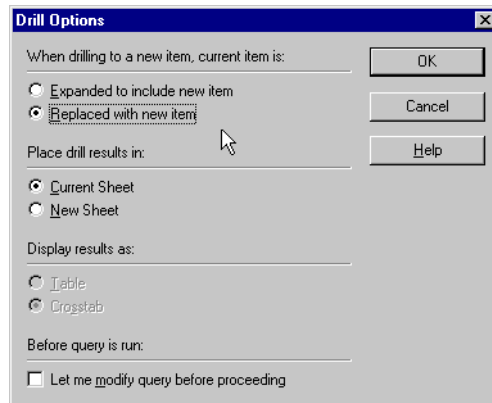 Drill Options
When drilling to a new item, current item is:
Expanded to include new item
Replaced with new item
Place drill results in:
Current Sheet
New Sheet
Display results as:
Table
Crosstab
Before query is run:
Let me modify query before proceeding
OK
Cancel
Help